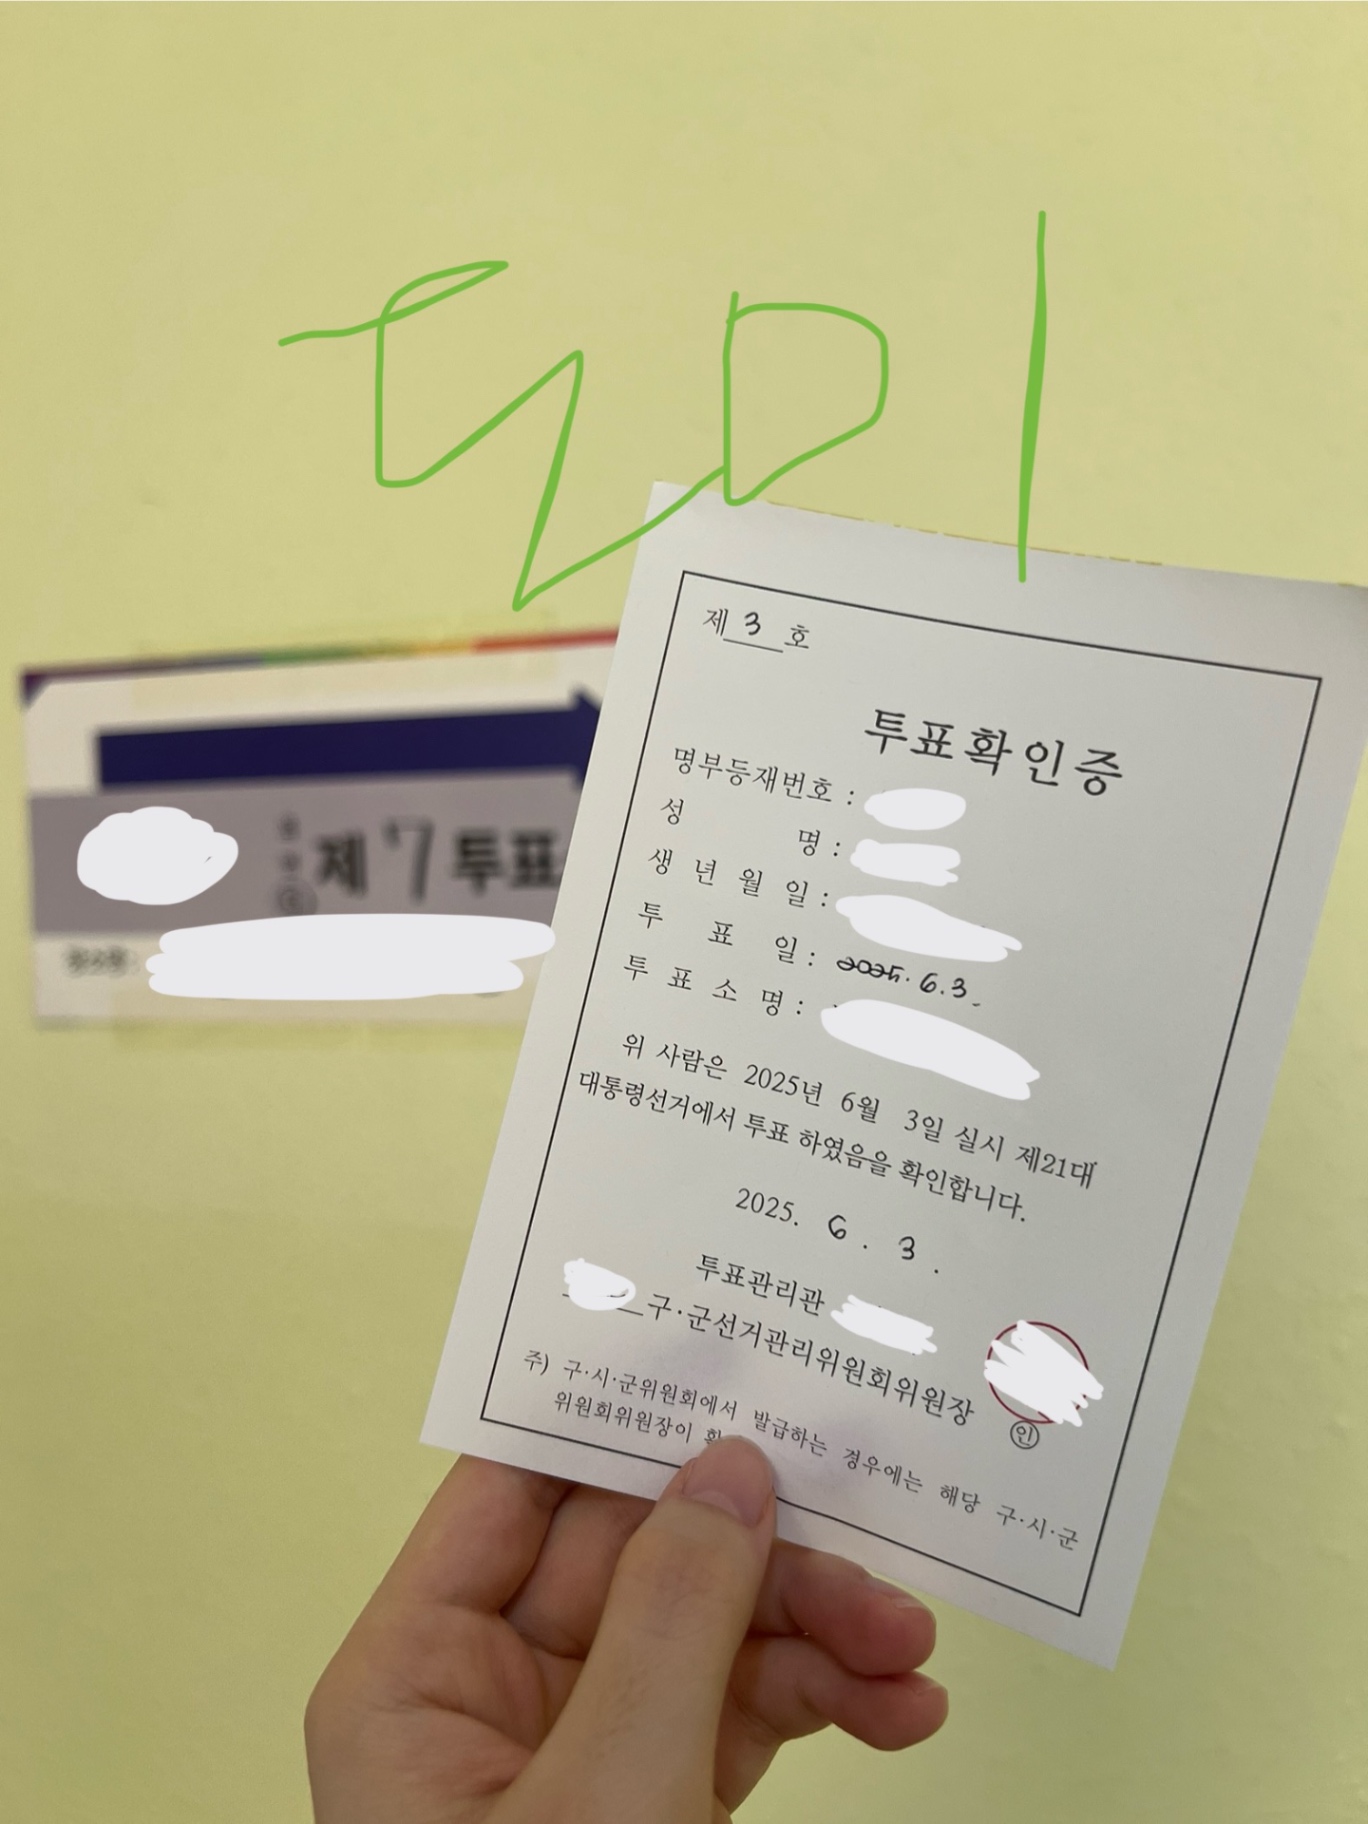 제 3 호
투표확인증
명부등재번호 :
성 명 :
생 년 월 일 :
투 표 일 : 2025. 6. 3.
투 표 소 명 :
위 사람은 2025년 6월 3일 실시 제21대
대통령선거에서 투표 하였음을 확인합니다.
2025. 6 . 3 .
투표관리관
구·군선거관리위원회위원장
인
주) 구·시·군위원회에서 발급하는 경우에는 해당 구·시·군
위원회위원장이
제 7 투표